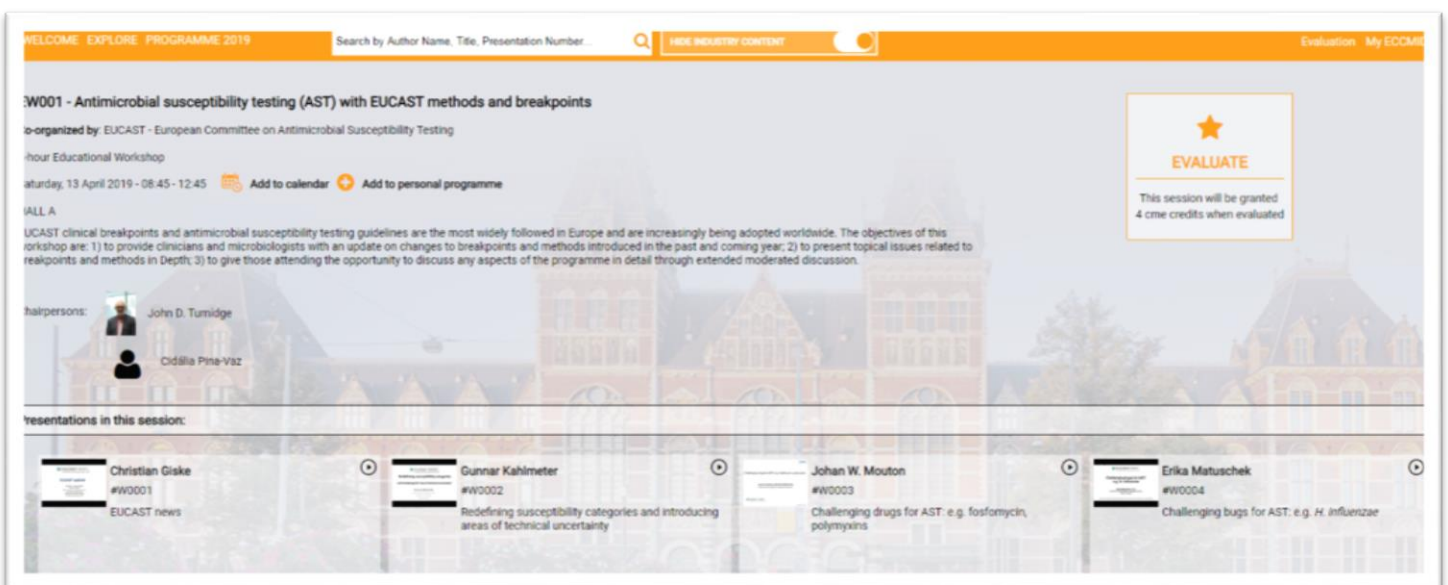 WELCOME EXPLORE PROGRAMME 2019
Search by Author Name, Title, Presentation Number...
HIDE INDUSTRY CONTENT
Evaluation My ECCMID
EW001 - Antimicrobial susceptibility testing (AST) with EUCAST methods and breakpoints
Co-organized by: EUCAST - European Committee on Antimicrobial Susceptibility Testing
-hour Educational Workshop
Saturday, 13 April 2019 - 08:45 - 12:45 Add to calendar Add to personal programme
HALL A
EUCAST clinical breakpoints and antimicrobial susceptibility testing guidelines are the most widely followed in Europe and are increasingly being adopted worldwide. The objectives of this
workshop are: 1) to provide clinicians and microbiologists with an update on changes to breakpoints and methods introduced in the past and coming year; 2) to present topical issues related to
breakpoints and methods in Depth; 3) to give those attending the opportunity to discuss any aspects of the programme in detail through extended moderated discussion.
EVALUATE
This session will be granted
4 cme credits when evaluated
Chairpersons:
John D. Turnidge
Cidália Pina-Vaz
Presentations in this session:
Christian Giske
#W0001
EUCAST news
Gunnar Kahlmeter
#W0002
Redefining susceptibility categories and introducing
areas of technical uncertainty
Johan W. Mouton
#W0003
Challenging drugs for AST: e.g. fosfomycin,
polymyxins
Erika Matuschek
#W0004
Challenging bugs for AST: e.g. H. influenzae